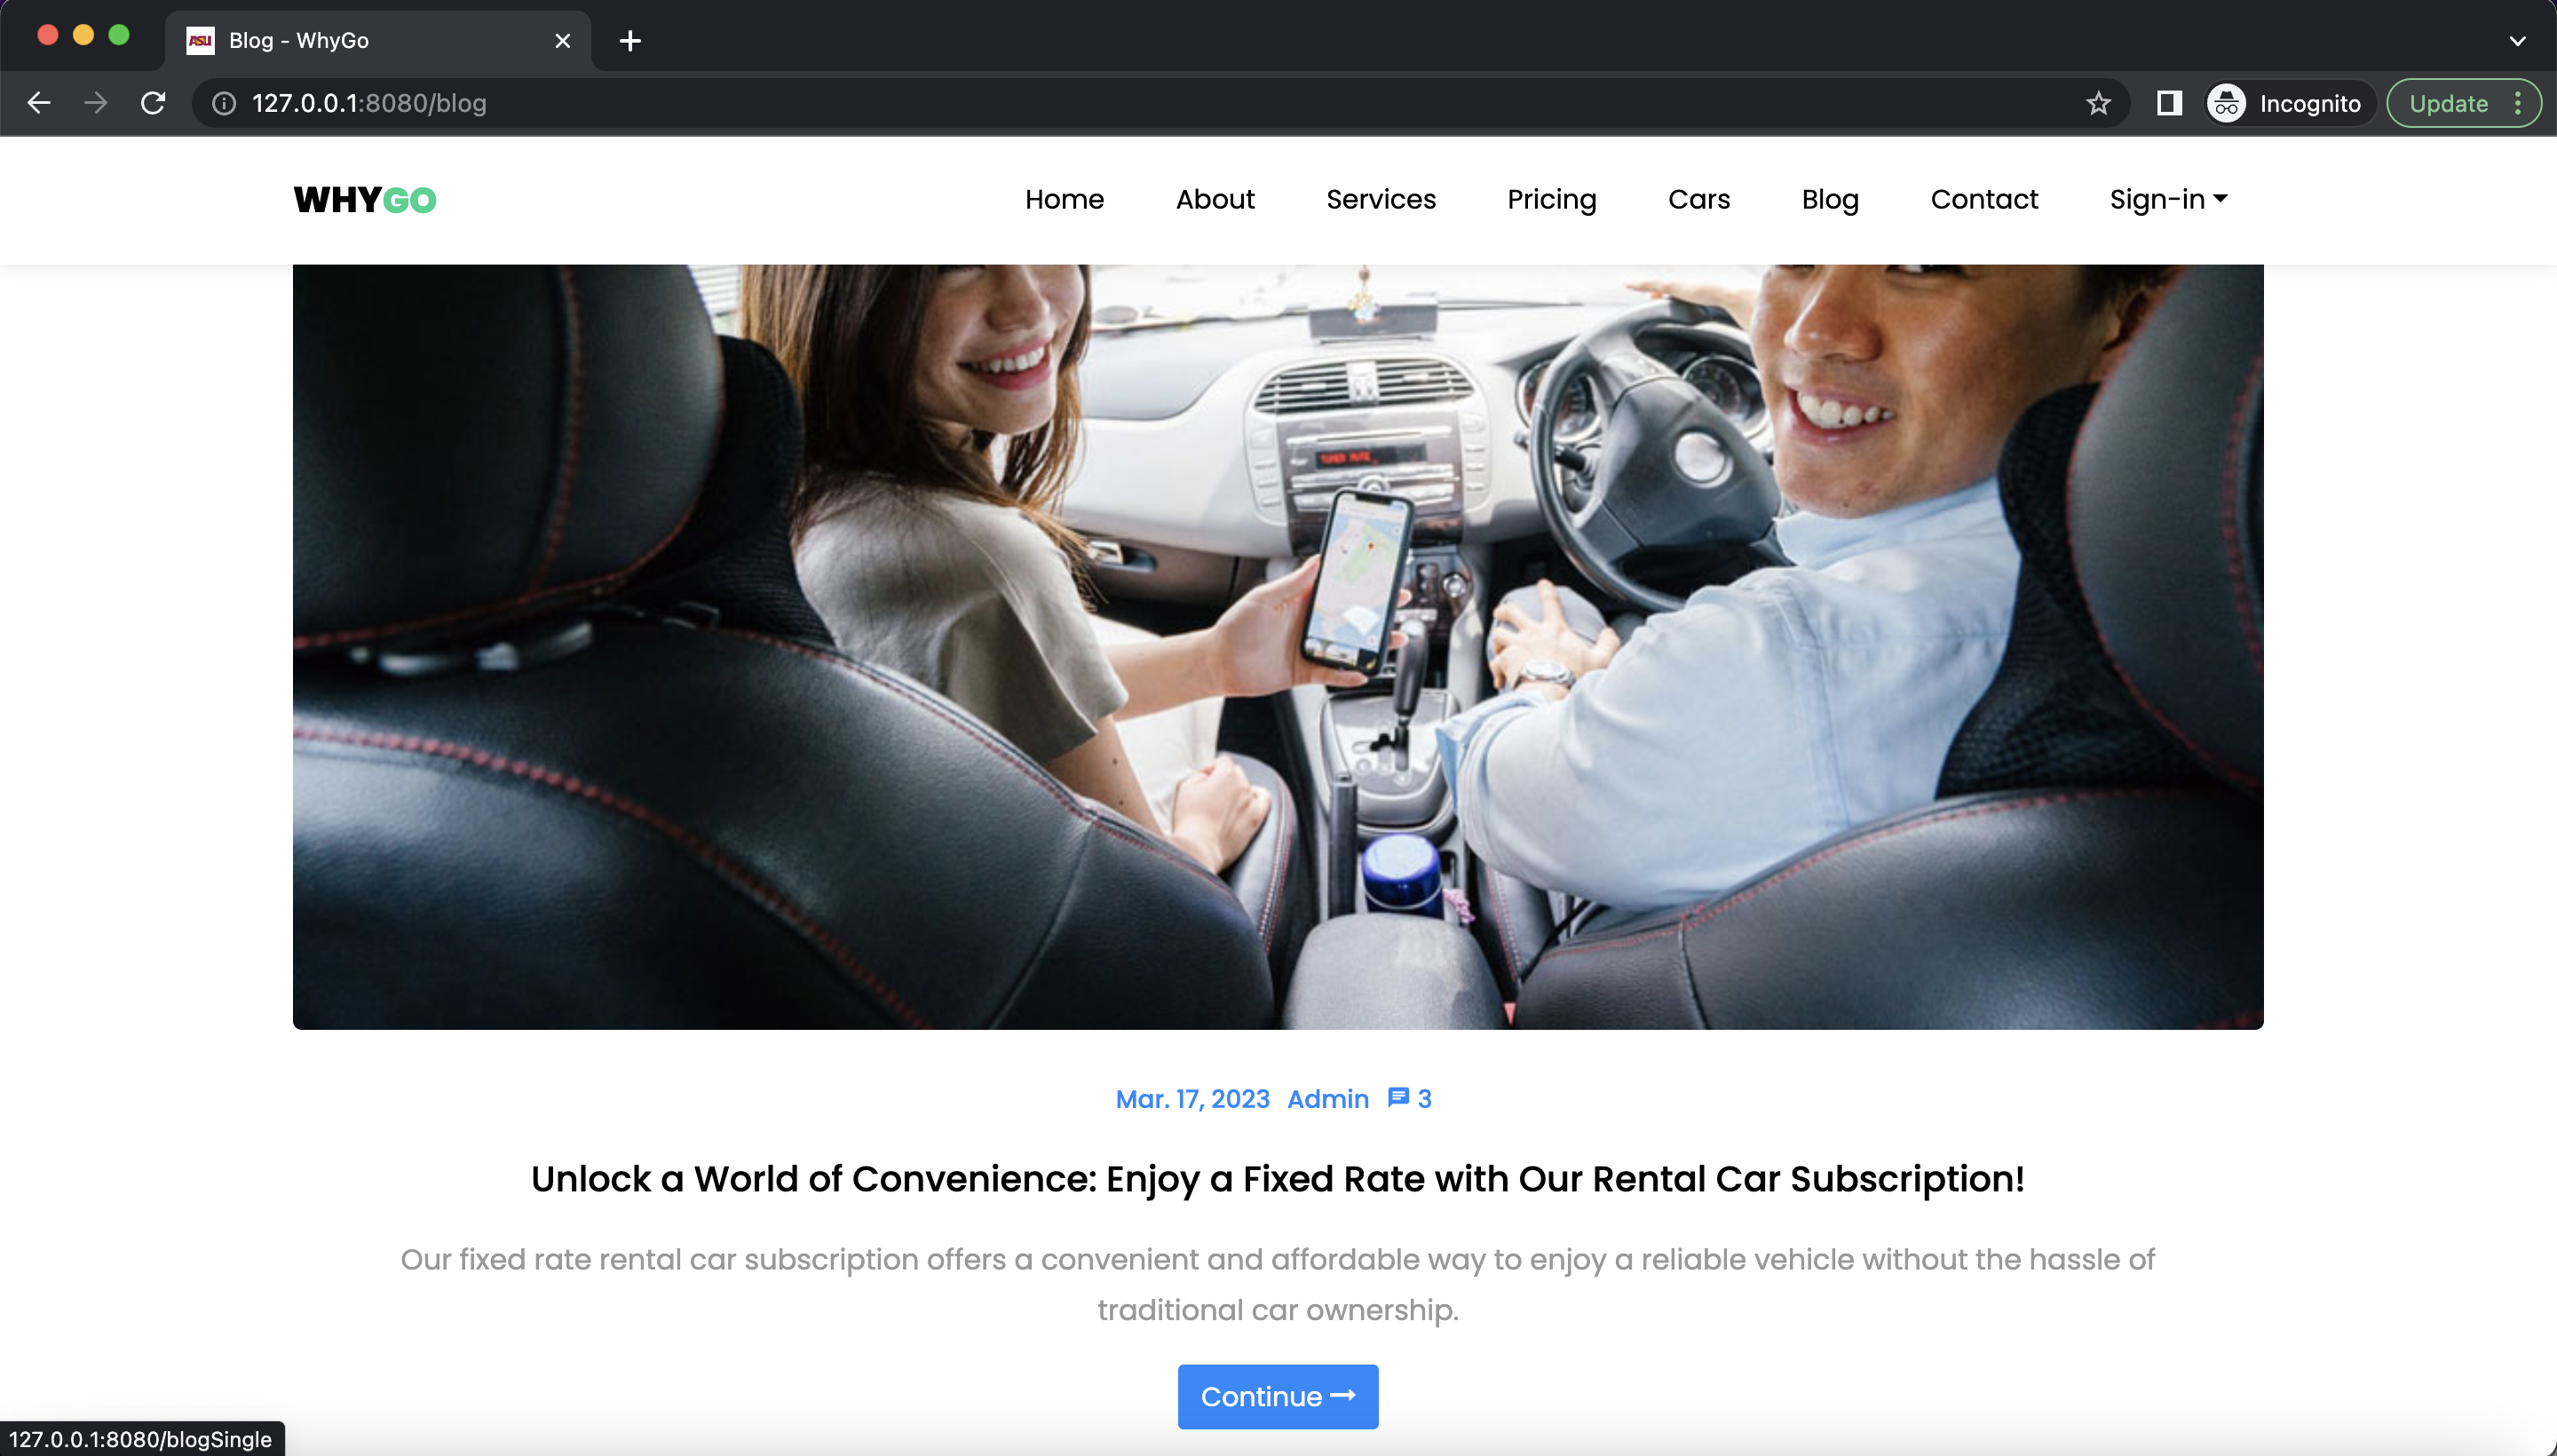 ASU Blog - WhyGo
127.0.0.1:8080/blog
Incognito
Update
WHYGO
Home About Services Pricing Cars Blog Contact Sign-in
Mar. 17, 2023 Admin 3
Unlock a World of Convenience: Enjoy a Fixed Rate with Our Rental Car Subscription!
Our fixed rate rental car subscription offers a convenient and affordable way to enjoy a reliable vehicle without the hassle of
traditional car ownership.
Continue
127.0.0.1:8080/blogSingle